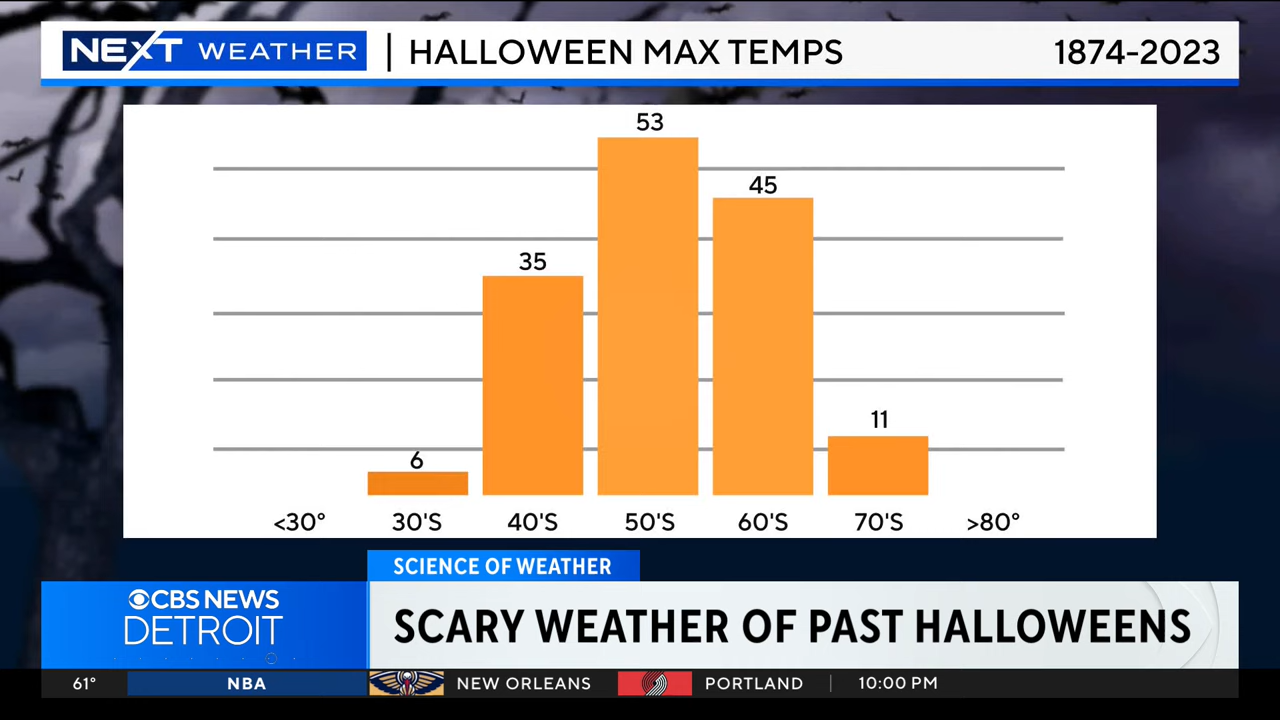 NEXT WEATHER | HALLOWEEN MAX TEMPS 1874-2023
53
45
35
11
6
<30° 30'S 40'S 50'S 60'S 70'S >80°
SCIENCE OF WEATHER
CBS NEWS
DETROIT
SCARY WEATHER OF PAST HALLOWEENS
61° NBA NEW ORLEANS PORTLAND | 10:00 PM